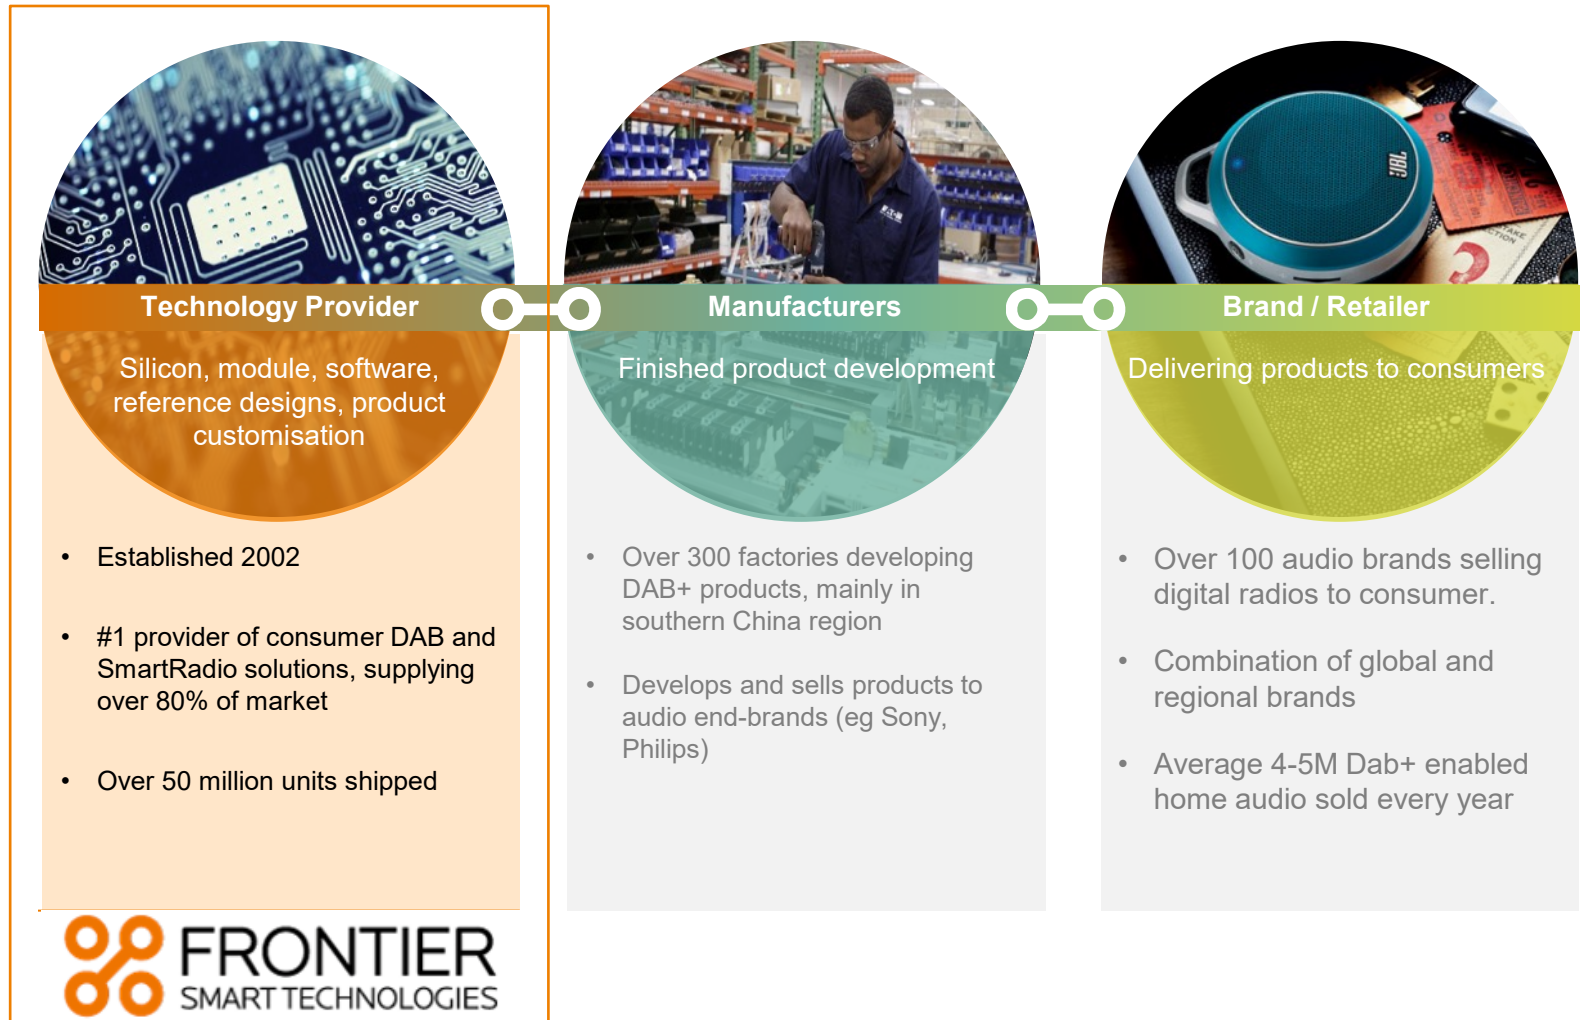 Technology Provider
Silicon, module, software,
reference designs, product
customisation
• Established 2002
• #1 provider of consumer DAB and
SmartRadio solutions, supplying
over 80% of market
• Over 50 million units shipped
FRONTIER
SMART TECHNOLOGIES
Manufacturers
Finished product development
• Over 300 factories developing
DAB+ products, mainly in
southern China region
• Develops and sells products to
audio end-brands (eg Sony,
Philips)
JBL
3
Brand / Retailer
Delivering products to consumers
• Over 100 audio brands selling
digital radios to consumer.
• Combination of global and
regional brands
• Average 4-5M Dab+ enabled
home audio sold every year